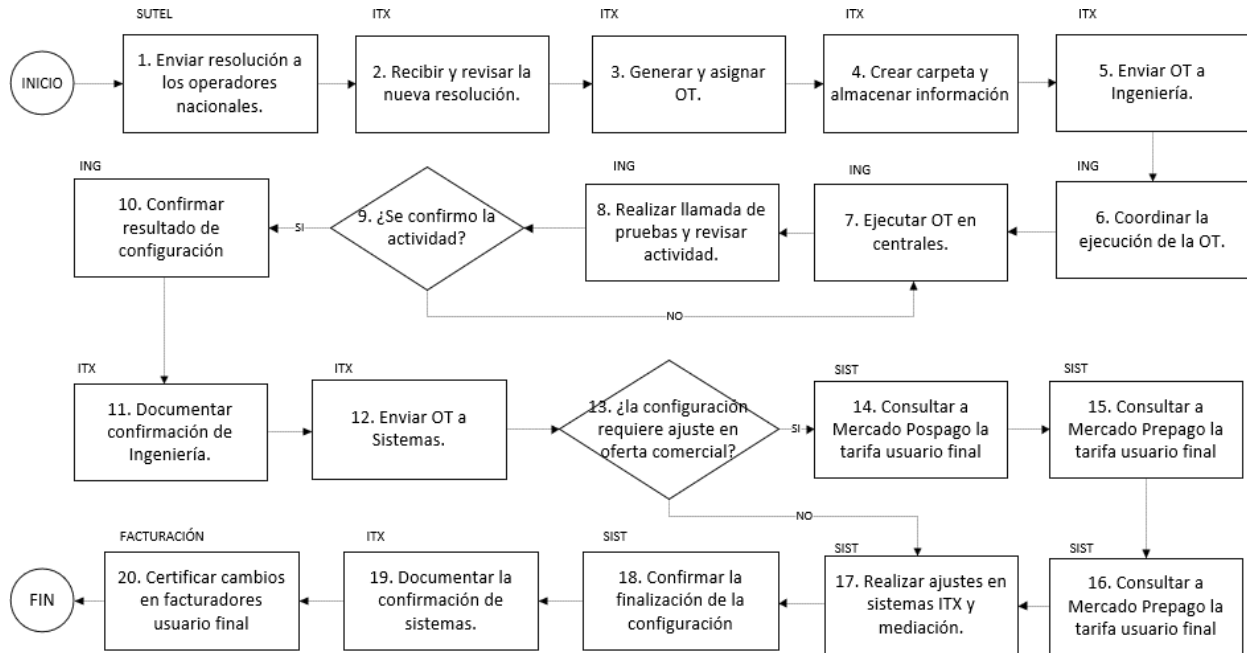 SUTEL
ITX
ITX
ITX
ITX
INICIO
1. Enviar resolución a
los operadores
nacionales.
2. Recibir y revisar la
nueva resolución.
3. Generar y asignar
OT.
4. Crear carpeta y
almacenar información
5. Enviar OT a
Ingeniería.
ING
10. Confirmar
resultado de
configuración
SI
9. ¿Se confirmo la
actividad?
NO
ING
8. Realizar llamada de
pruebas y revisar
actividad.
ING
7. Ejecutar OT en
centrales.
ING
6. Coordinar la
ejecución de la OT.
ITX
11. Documentar
confirmación de
Ingeniería.
ITX
12. Enviar OT a
Sistemas.
13. ¿la configuración
requiere ajuste en
oferta comercial?
SI
NO
SIST
14. Consultar a
Mercado Pospago la
tarifa usuario final
SIST
15. Consultar a
Mercado Prepago la
tarifa usuario final
FIN
FACTURACIÓN
20. Certificar cambios
en facturadores
usuario final
ITX
19. Documentar la
confirmación de
sistemas.
SIST
18. Confirmar la
finalización de la
configuración
SIST
17. Realizar ajustes en
sistemas ITX y
mediación.
SIST
16. Consultar a
Mercado Prepago la
tarifa usuario final